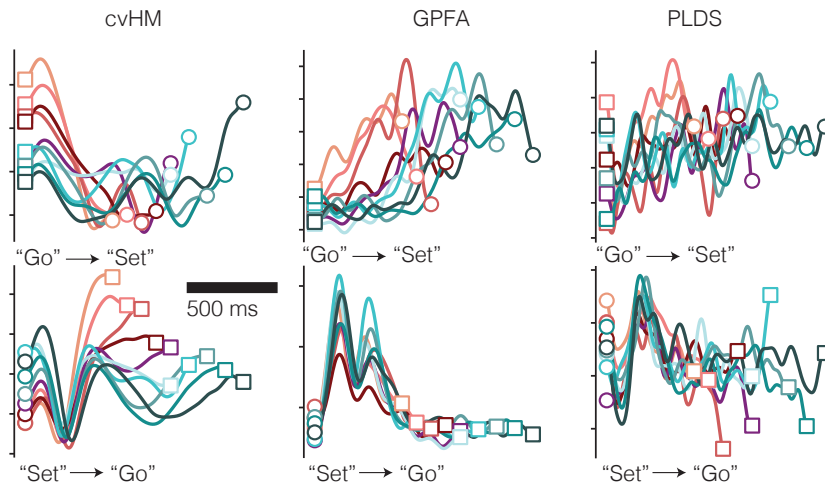 cvHM GPFA PLDS
“Go” → “Set” “Go” → “Set” “Go” → “Set”
500 ms
“Set” → “Go” “Set” → “Go” “Set” → “Go”